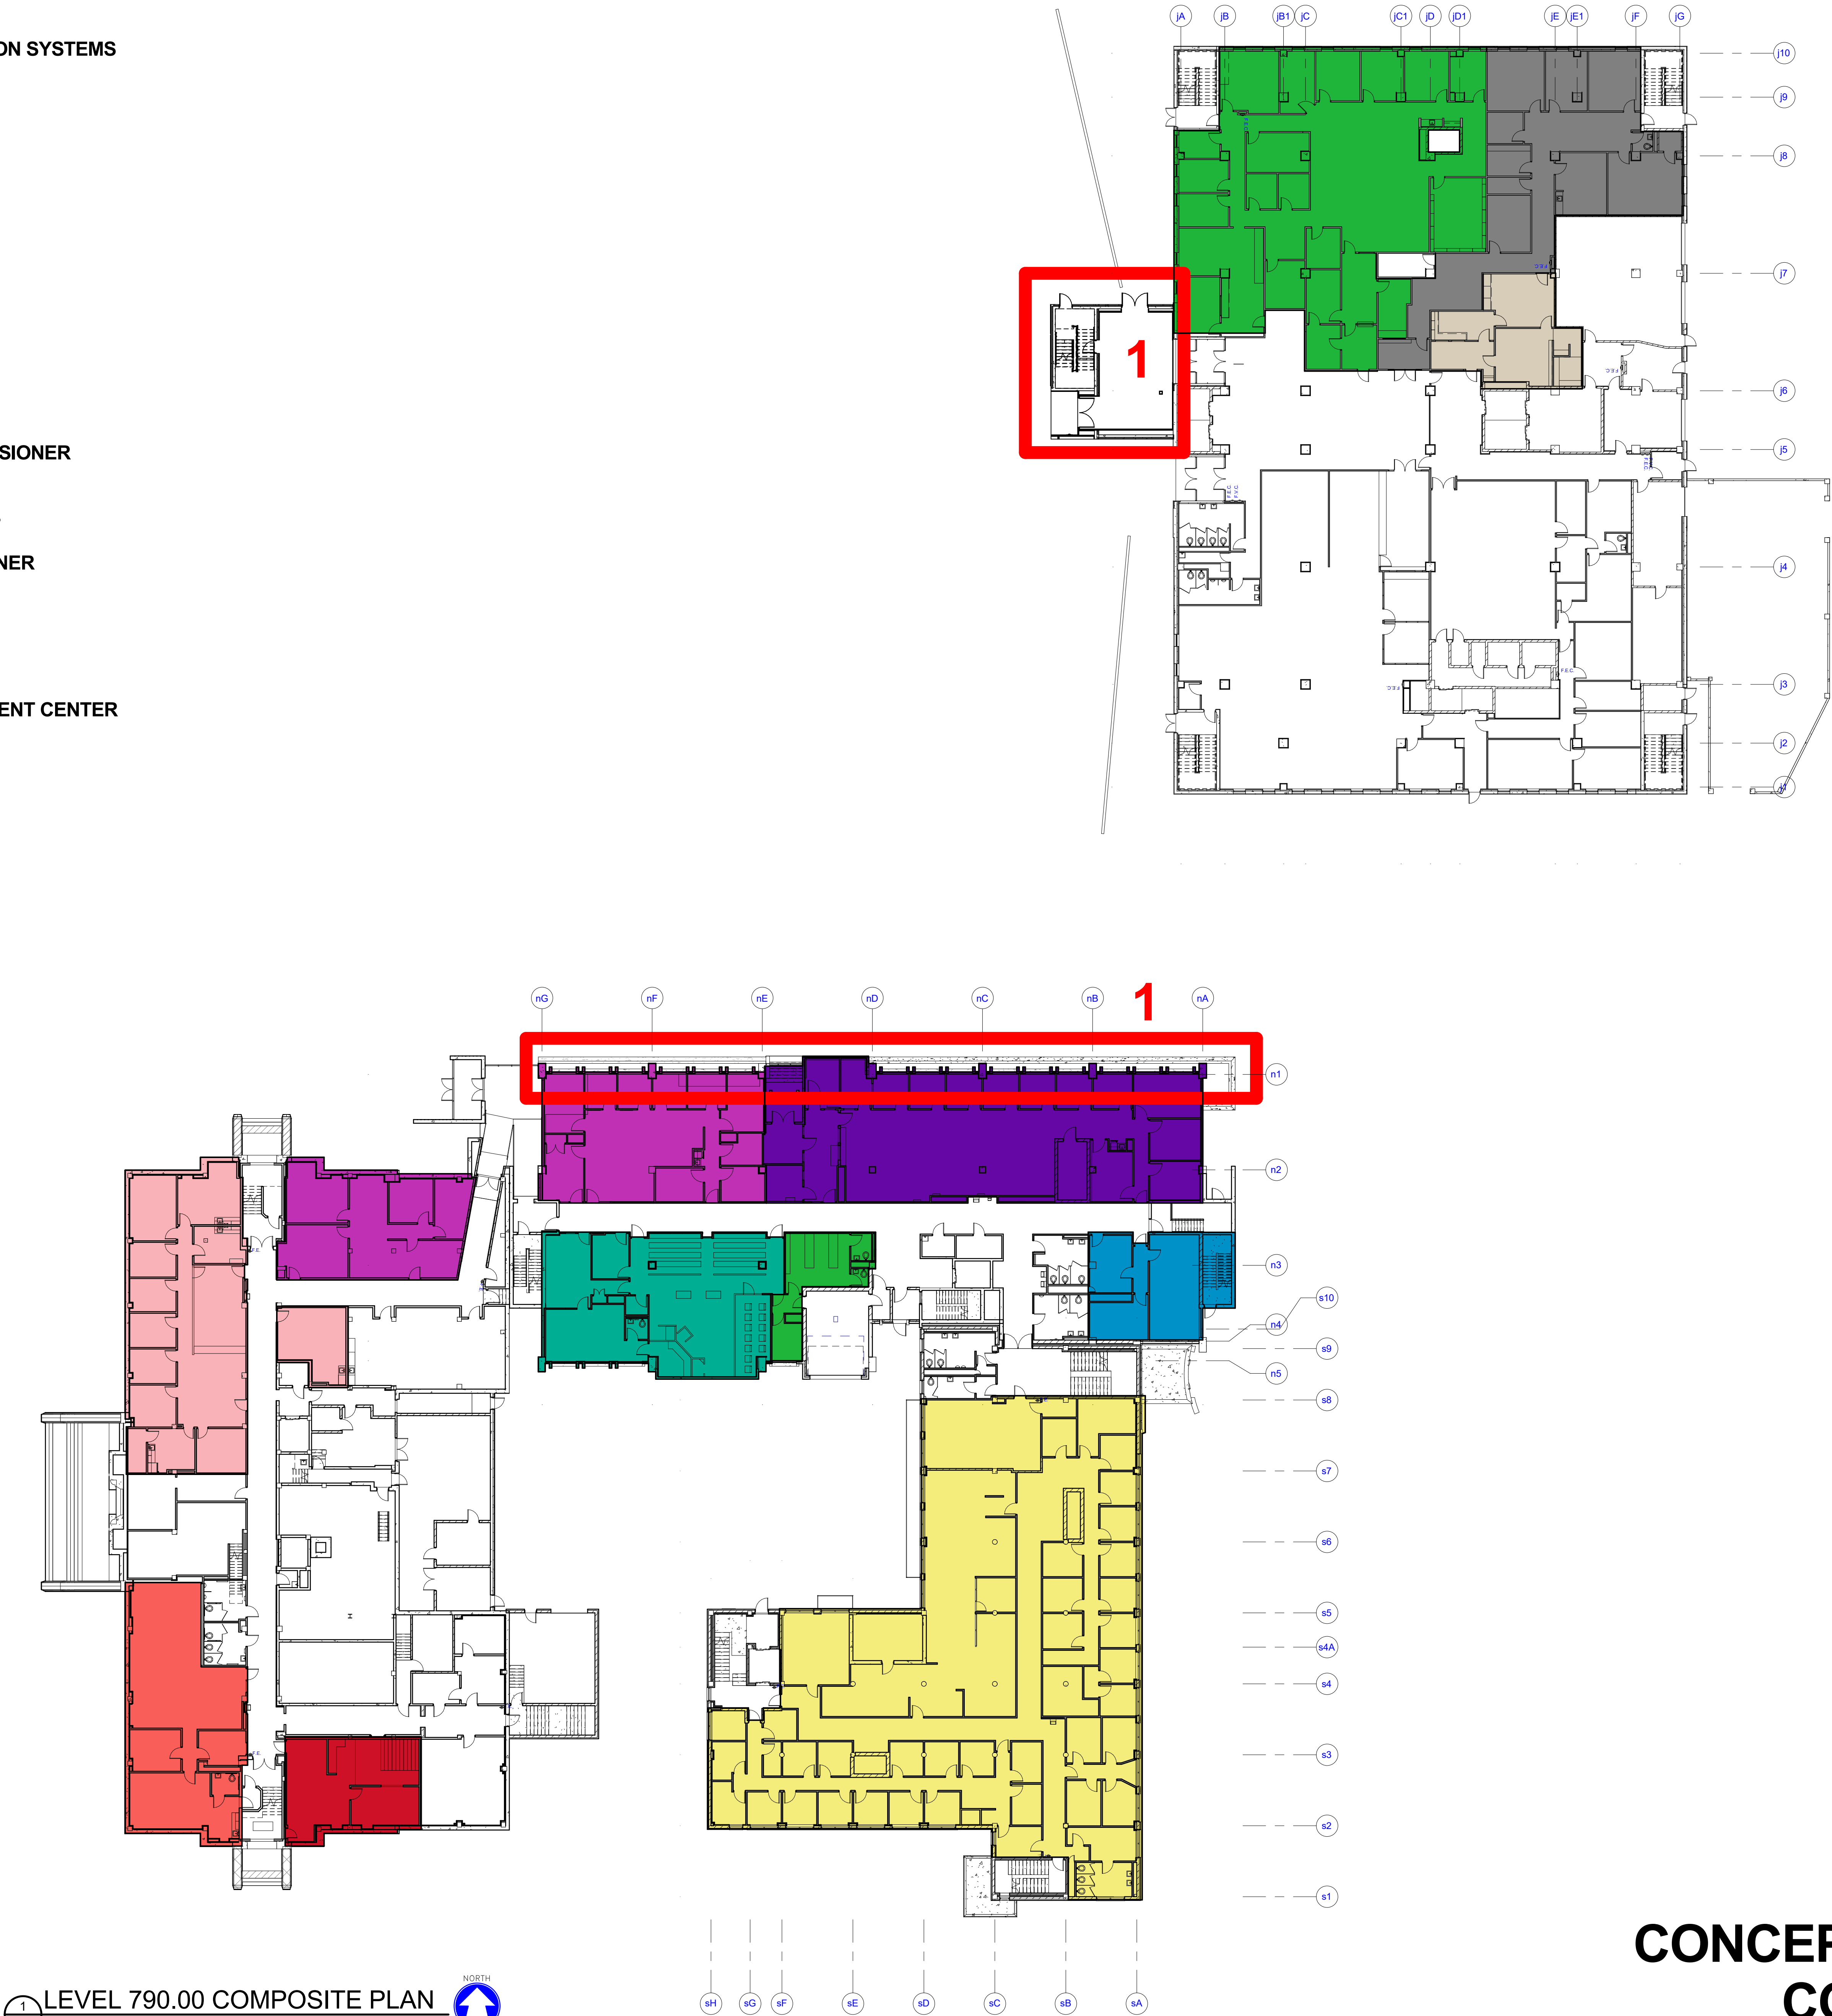 jA jB jB1 jC jC1 jD jD1 jE jE1 jF jG
ON SYSTEMS
j10
j9
F.E.C.
j8
j7
F.E.C.
1
F.E.C.
j6
SIONER
j5
F.E.C.
F.E.C.
F.V.C.
NER
j4
F.E.C.
j3
F.E.C.
ENT CENTER
j2
j1
nG nF nE nD nC nB nA
1
n1
n2
F.E.
n3
s10
n4
s9
n5
s8
s7
s6
s5
s4A
s4
s3
F.E.
s2
s1
CONCEP
NORTH
1 LEVEL 790.00 COMPOSITE PLAN
sH sG sF sE sD sC sB sA
CO